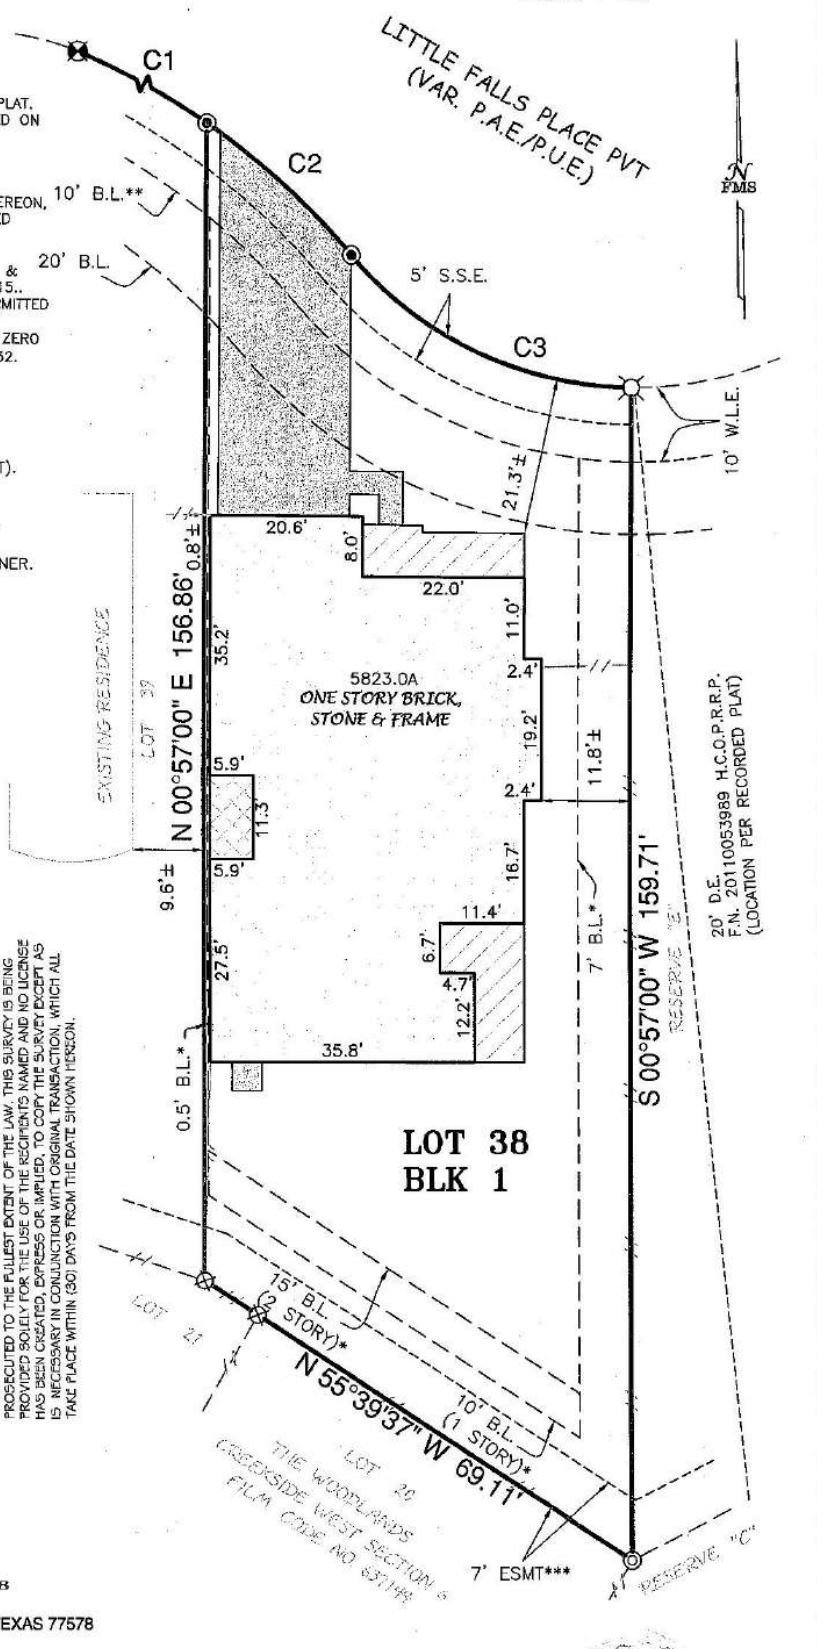 LITTLE FALLS PLACE PVT
(VAR. P.A.E./P.U.E.)
C1
C2
C3
N
FMS
PLAT.
D ON
EREON,
ED
&
15..
RMITTED
ZERO
52.
T).
NER.
10' B.L.**
20' B.L.
5' S.S.E.
10' W.L.E.
21.3'±
0.8'±
20.6'
8.0'
22.0'
11.0'
2.4'
35.2'
5823.0A
ONE STORY BRICK,
STONE & FRAME
19.2'
2.4'
11.8'±
EXISTING RESIDENCE
LOT 39
N 00°57'00" E 156.86'
5.9'
11.3'
5.9'
9.6'±
16.7'
11.4'
6.7'
4.7'
12.2'
27.5'
35.8'
0.5' B.L.*
7' B.L.*
S 00°57'00" W 159.71'
RESERVE "E"
20' D.E.
F.N. 20110053989 H.C.O.P.R.R.P.
(LOCATION PER RECORDED PLAT)
PROSECUTED TO THE FULLEST EXTENT OF THE LAW. THIS SURVEY IS BEING
PROVIDED SOLELY FOR THE USE OF THE RECIPIENTS NAMED AND NO LICENSE
HAS BEEN CREATED, EXPRESS OR IMPLIED, TO COPY THE SURVEY EXCEPT AS
IS NECESSARY IN CONJUNCTION WITH ORIGINAL TRANSACTION, WHICH ALL
TAKE PLACE WITHIN (30) DAYS FROM THE DATE SHOWN HEREON.
LOT 38
BLK 1
LOT 21
15' B.L.
(2 STORY)*
10' B.L.
(1 STORY)*
N 55°39'37" W 69.11'
LOT 20
THE WOODLANDS
CREEKSIDE WEST SECTION 6
FILM CODE NO 637144
7' ESMT***
RESERVE "C"
B
EXAS 77578